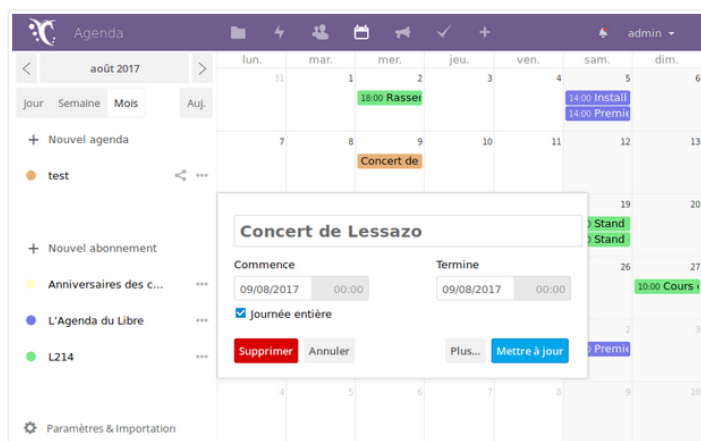 Agenda
admin
août 2017
lun. mar. mer. jeu. ven. sam. dim.
Jour Semaine Mois Auj.
31 1 2 3 4 5 6
18:00 Rasser
14:00 Install
14:00 Premie
+ Nouvel agenda
7 8 9 10 11 12 13
Concert de
test
19 20
Stand
Stand
Concert de Lessazo
+ Nouvel abonnement
Commence Termine
26 27
Anniversaires des c...
09/08/2017 00:00 09/08/2017 00:00
10:00 Cours
Journée entière
L'Agenda du Libre
2 3
Premie
L214
Supprimer Annuler Plus... Mettre à jour
4 5 6 7 8 9 10
Paramètres & Importation